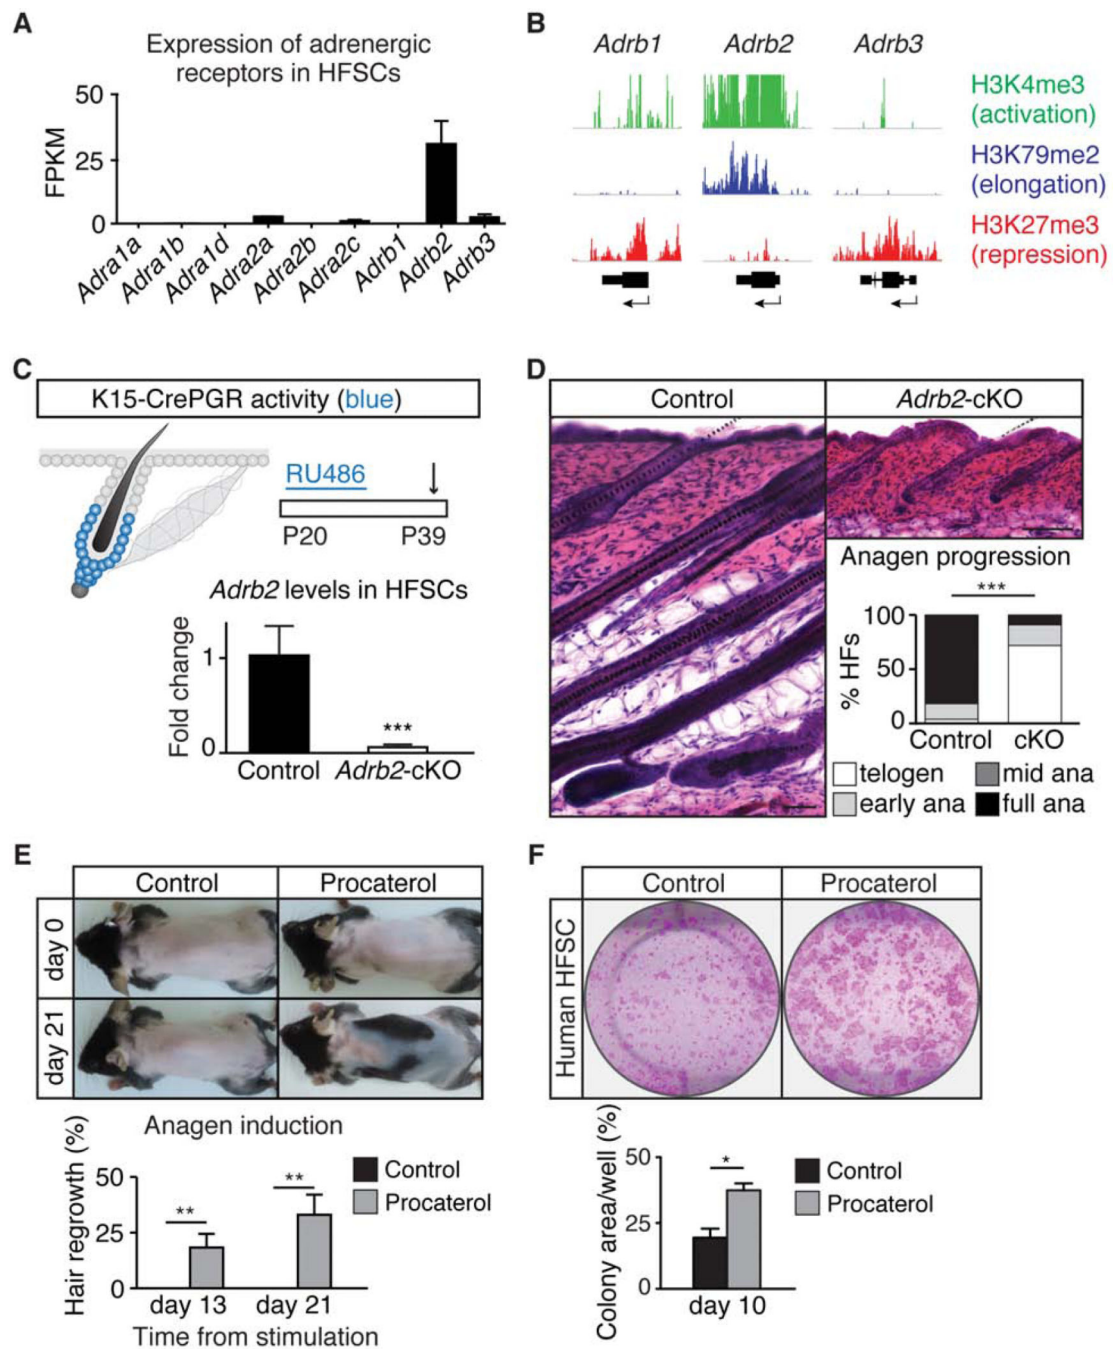 A
Expression of adrenergic
receptors in HFSCs
FPKM
50
25
0
Adra1a
Adra1b
Adra1d
Adra2a
Adra2b
Adra2c
Adrb1
Adrb2
Adrb3
B
Adrb1 Adrb2 Adrb3
H3K4me3
(activation)
H3K79me2
(elongation)
H3K27me3
(repression)
C
K15-CrePGR activity (blue)
RU486
P20 P39
Adrb2 levels in HFSCs
Fold change
1
0
***
Control Adrb2-cKO
D
Control Adrb2-cKO
Anagen progression
***
% HFs
100
50
0
Control cKO
telogen mid ana
early ana full ana
E
Control Procaterol
day 0
day 21
Anagen induction
Hair regrowth (%)
50
25
0
** **
Control
Procaterol
day 13 day 21
Time from stimulation
F
Control Procaterol
Human HFSC
Colony area/well (%)
50
25
0
*
Control
Procaterol
day 10